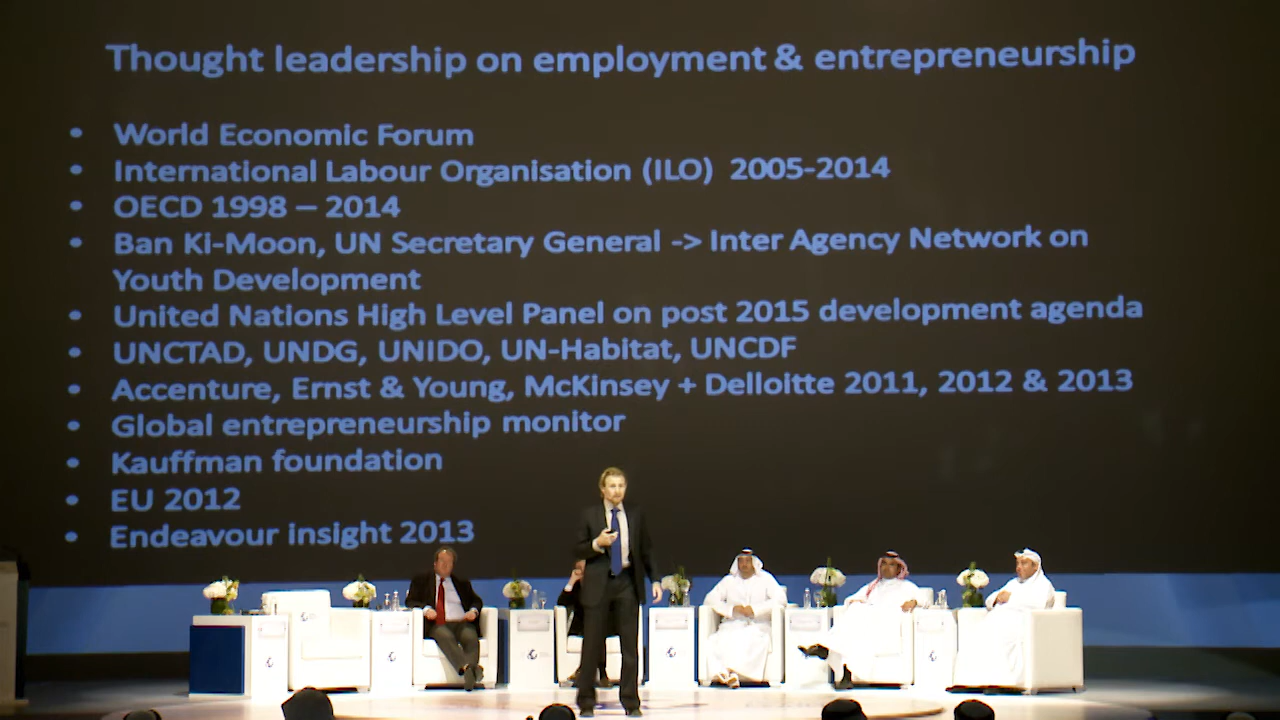 Thought leadership on employment & entrepreneurship
• World Economic Forum
• International Labour Organisation (ILO) 2005-2014
• OECD 1998 – 2014
• Ban Ki-Moon, UN Secretary General -> Inter Agency Network on
Youth Development
• United Nations High Level Panel on post 2015 development agenda
• UNCTAD, UNDG, UNIDO, UN-Habitat, UNCDF
• Accenture, Ernst & Young, McKinsey + Delloitte 2011, 2012 & 2013
• Global entrepreneurship monitor
• Kauffman foundation
• EU 2012
• Endeavour insight 2013